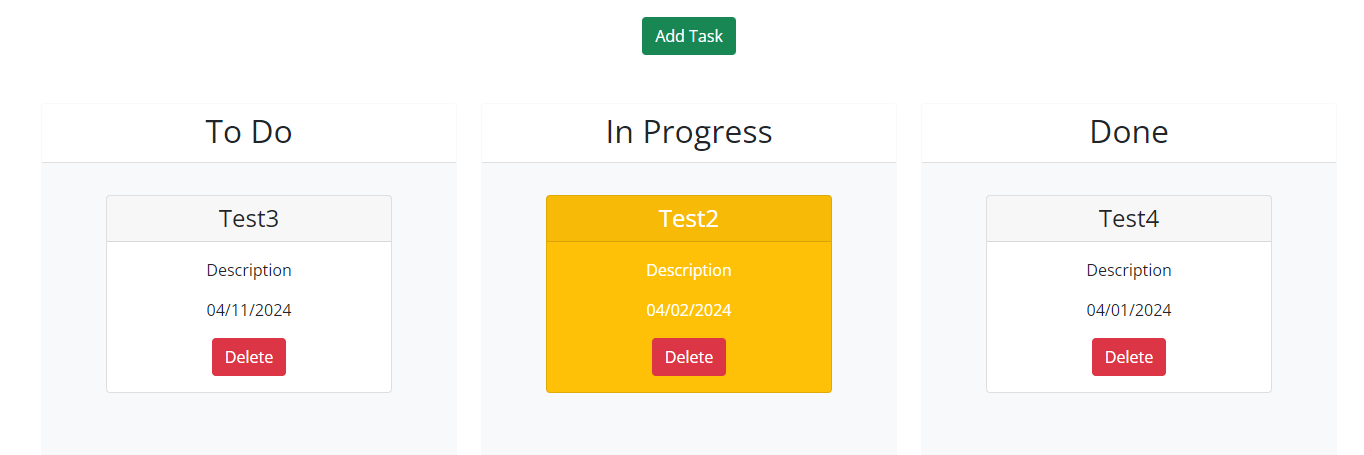 Add Task
To Do
Test3
Description
04/11/2024
Delete
In Progress
Test2
Description
04/02/2024
Delete
Done
Test4
Description
04/01/2024
Delete